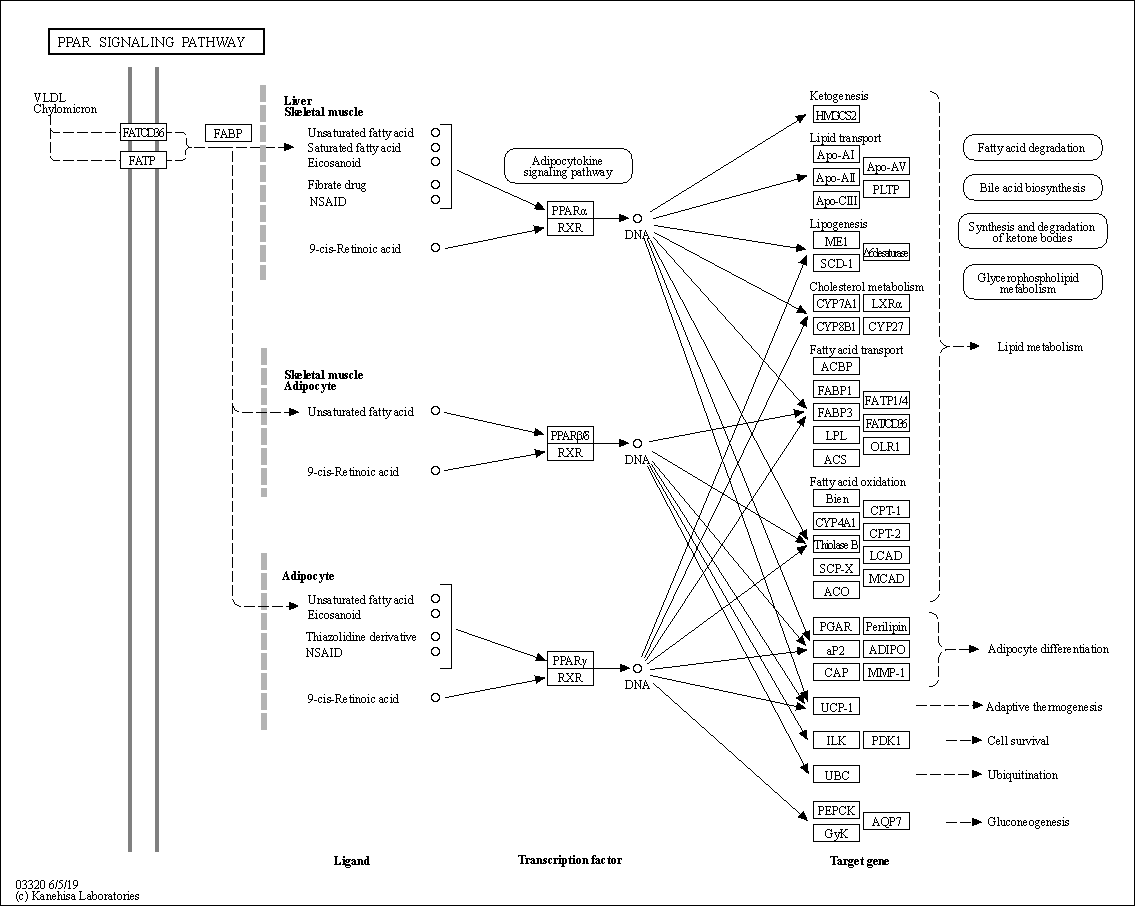 PPAR SIGNALING PATHWAY
VLDL
Chylomicron
FAT/CD36
FATP
FABP
Liver
Skeletal muscle
Unsaturated fatty acid
Saturated fatty acid
Eicosanoid
Fibrate drug
NSAID
9-cis-Retinoic acid
Adipocytokine
signaling pathway
PPARα
RXR
DNA
Skeletal muscle
Adipocyte
Unsaturated fatty acid
9-cis-Retinoic acid
PPARβ/δ
RXR
DNA
Adipocyte
Unsaturated fatty acid
Eicosanoid
Thiazolidine derivative
NSAID
9-cis-Retinoic acid
PPARγ
RXR
DNA
Ketogenesis
HMGCS2
Lipid transport
Apo-AI
Apo-AV
Apo-AII
PLTP
Apo-CIII
Lipogenesis
ME1
Δ6desaturase
SCD-1
Cholesterol metabolism
CYP7A1 LXRα
CYP8B1 CYP27
Fatty acid transport
ACBP
FABP1
FATP1/4
FABP3
FAT/CD36
LPL
OLR1
ACS
Fatty acid oxidation
Bien
CPT-1
CYP4A1
CPT-2
Thiolase B
LCAD
SCP-X
MCAD
ACO
PGAR Perilipin
aP2 ADIPO
CAP MMP-1
UCP-1
ILK PDK1
UBC
PEPCK
AQP7
GyK
Fatty acid degradation
Bile acid biosynthesis
Synthesis and degradation
of ketone bodies
Glycerophospholipid
metabolism
Lipid metabolism
Adipocyte differentiation
Adaptive thermogenesis
Cell survival
Ubiquitination
Gluconeogenesis
Ligand
Transcription factor
Target gene
03320 6/5/19
(c) Kanehisa Laboratories